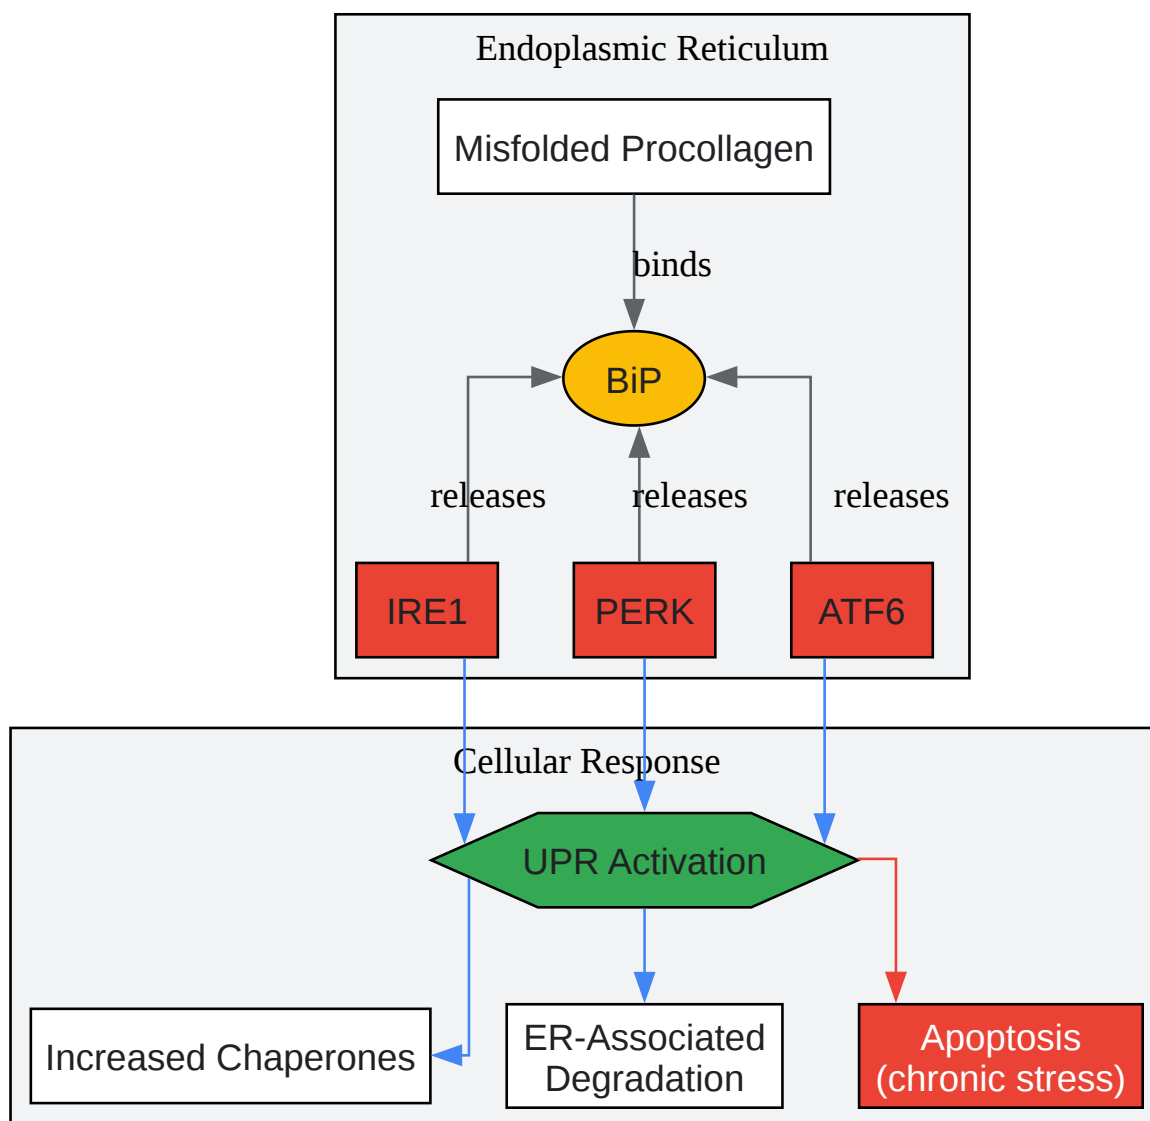 Endoplasmic Reticulum
Misfolded Procollagen
binds
BiP
releases
releases
releases
IRE1
PERK
ATF6
Cellular Response
UPR Activation
Increased Chaperones
ER-Associated
Degradation
Apoptosis
(chronic stress)